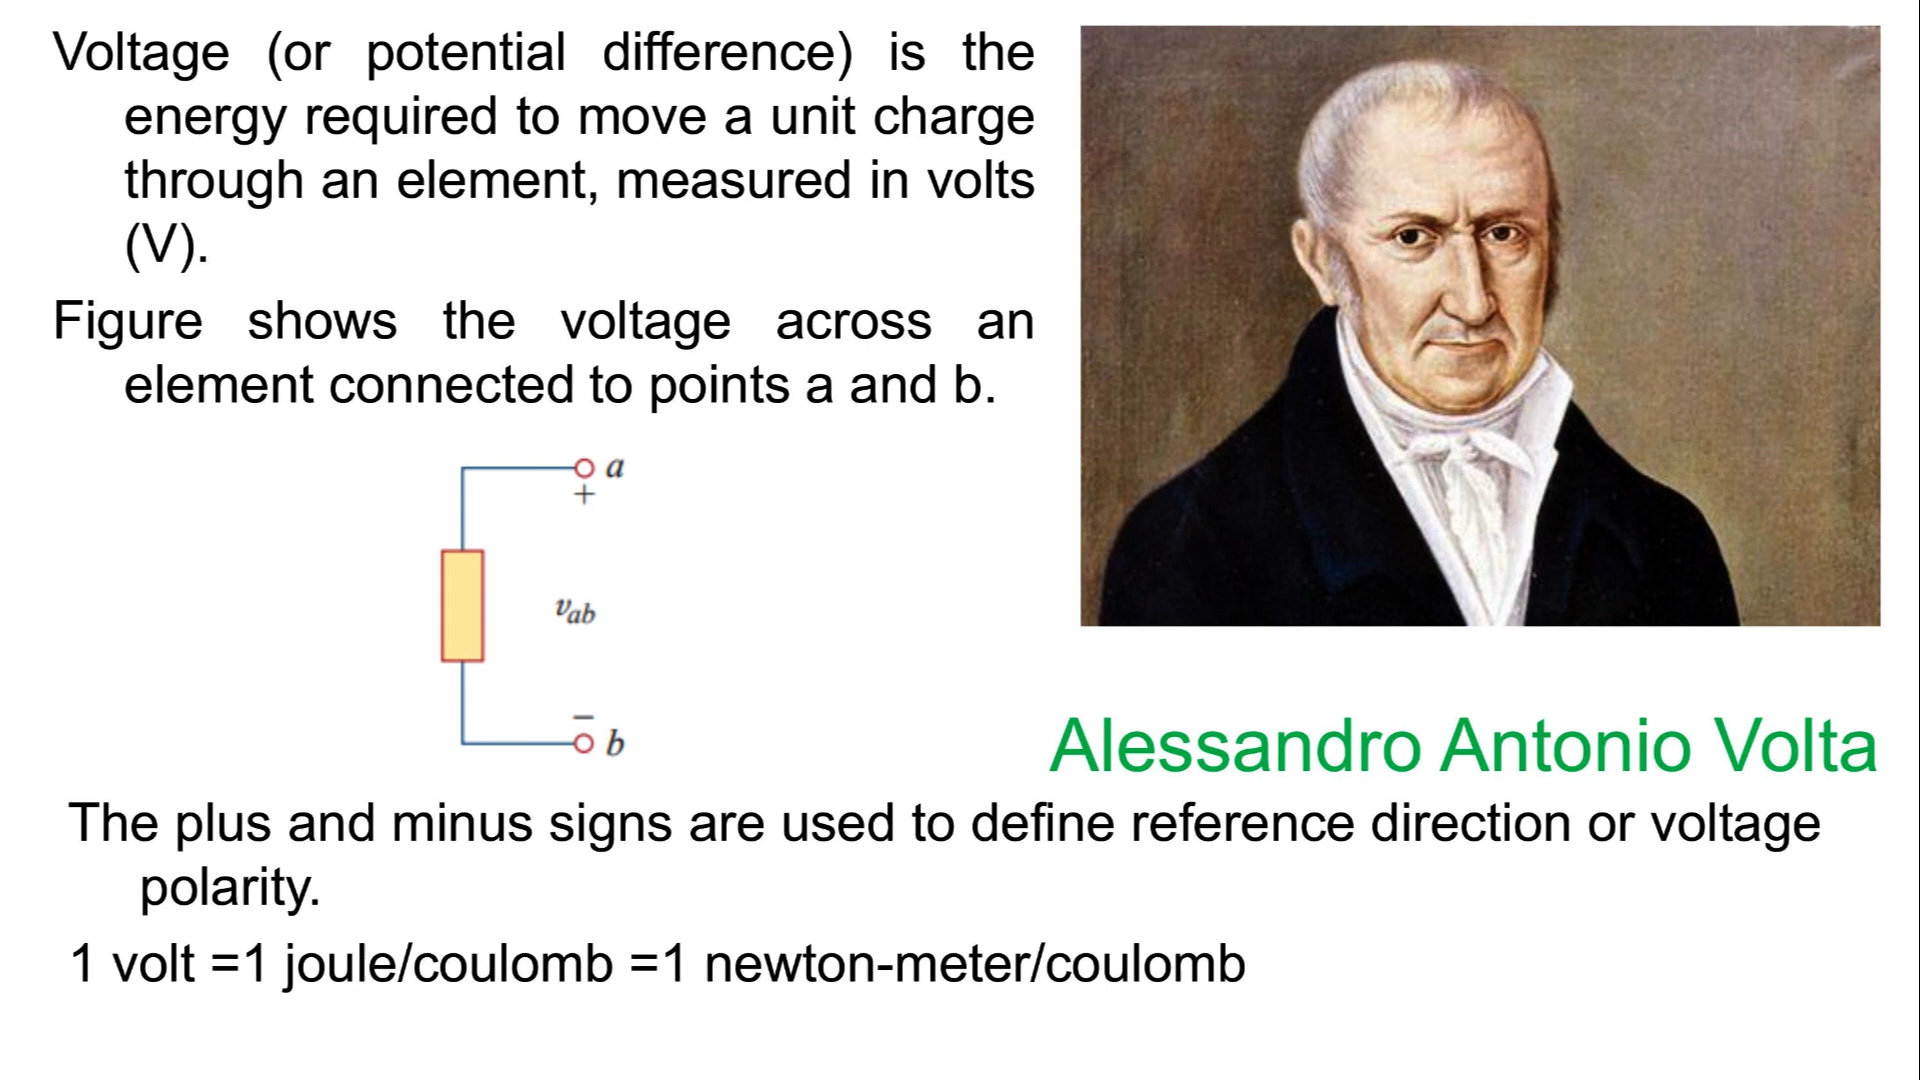 Voltage (or potential difference) is the
energy required to move a unit charge
through an element, measured in volts
(V).
Figure shows the voltage across an
element connected to points a and b.
a
+
vab
–
b
Alessandro Antonio Volta
The plus and minus signs are used to define reference direction or voltage
polarity.
1 volt =1 joule/coulomb =1 newton-meter/coulomb